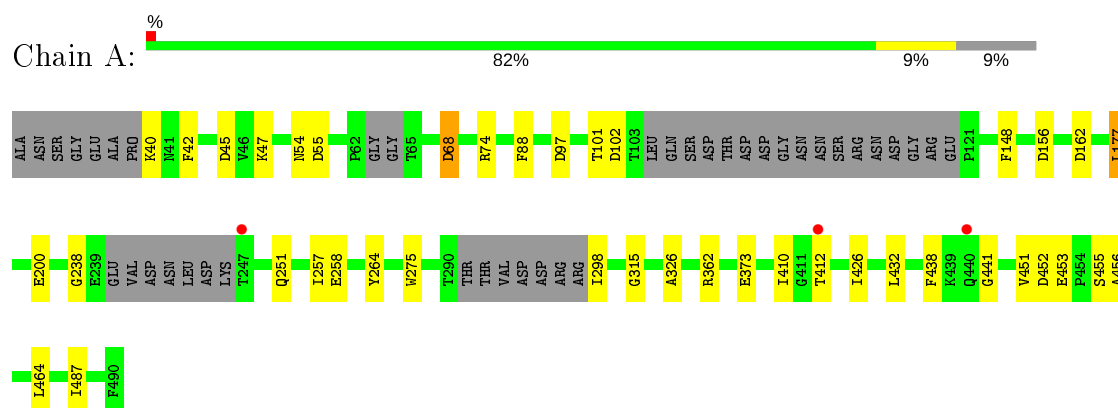 %
Chain A:
82% 9% 9%
ALA ASN SER GLY GLU ALA PRO K40 N41 F42 D45 V46 K47 N54 D55 P62 GLY GLY T65 D68 R74 F88 D97 T101 D102 T103 LEU GLN SER ASP THR ASP ASP GLY ASN ASN SER ARG ASN ASP GLY ARG GLU P121 F148 D156 D162 L177
E200 G238 E239 GLU VAL ASP ASN LEU ASP LYS T247 Q251 I257 E258 Y264 W275 T290 THR THR VAL ASP ASP ARG ARG I298 G315 A326 R362 E373 I410 G411 T412 I426 L432 F438 K439 Q440 G441 V451 D452 E453 P454 S455 A456
L464 I487 F490